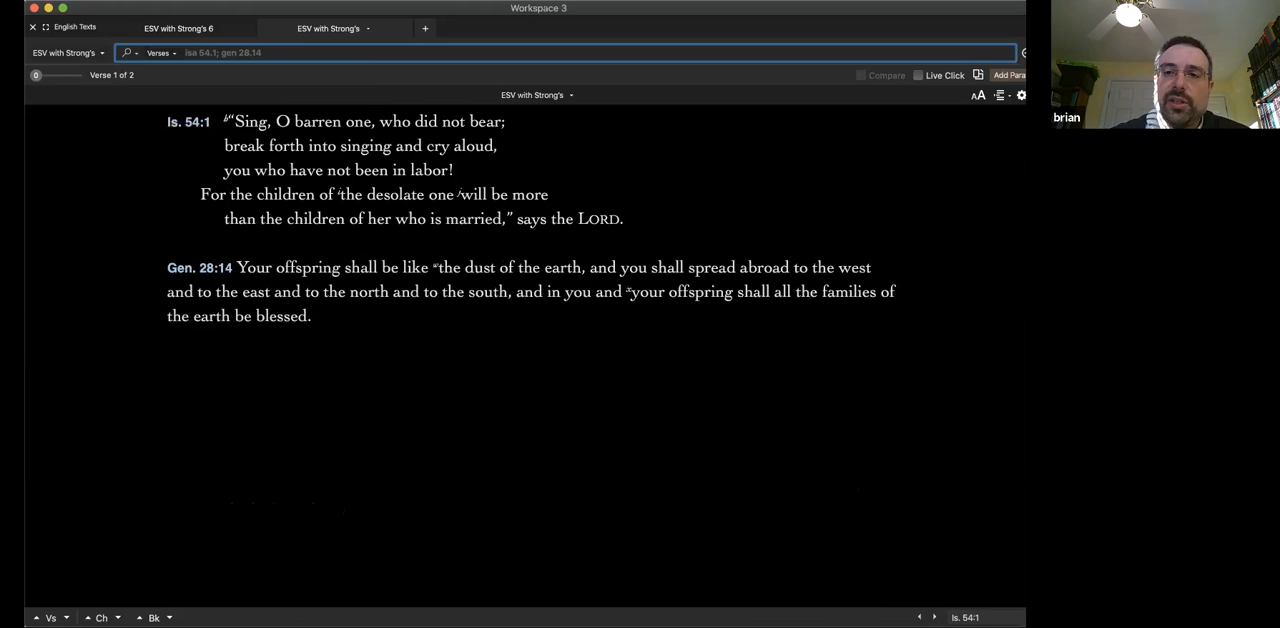 Workspace 3
English Texts
ESV with Strong's 6
ESV with Strong's
+
ESV with Strong's
Verses
isa 54.1; gen 28.14
0
Verse 1 of 2
Compare
Live Click
Add Para
ESV with Strong's
AA
Is. 54:1 “Sing, O barren one, who did not bear;
break forth into singing and cry aloud,
you who have not been in labor!
For the children of the desolate one will be more
than the children of her who is married,” says the LORD.
Gen. 28:14 Your offspring shall be like the dust of the earth, and you shall spread abroad to the west
and to the east and to the north and to the south, and in you and your offspring shall all the families of
the earth be blessed.
Vs
Ch
Bk
Is. 54:1
brian